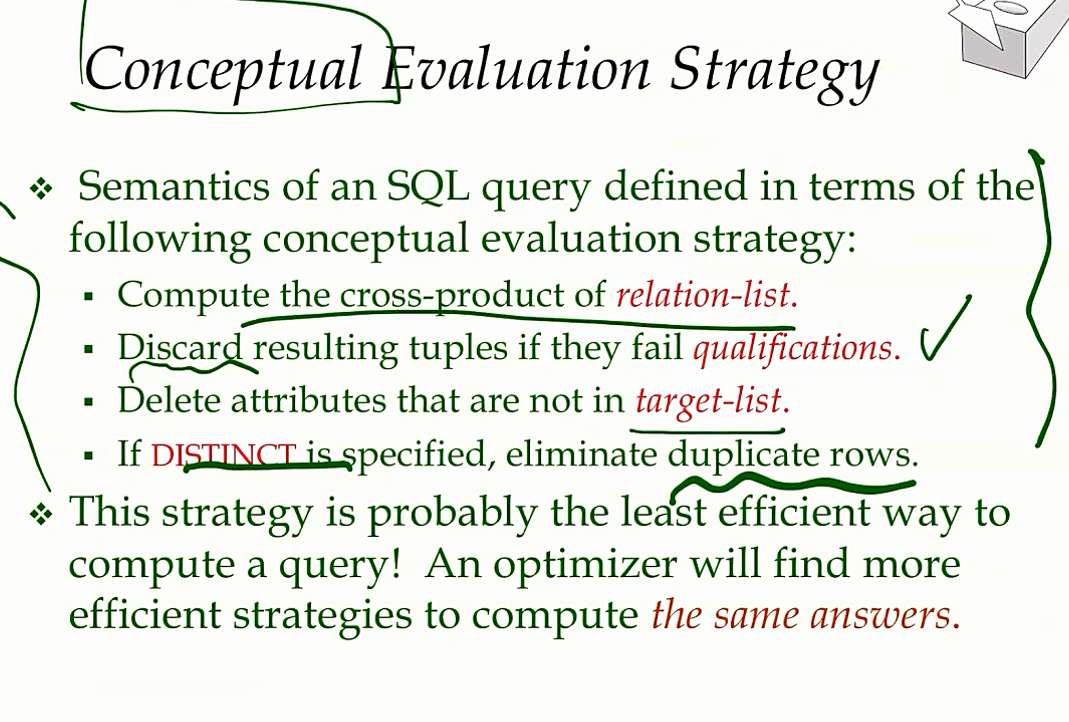 Conceptual Evaluation Strategy
❖ Semantics of an SQL query defined in terms of the
following conceptual evaluation strategy:
▪ Compute the cross-product of relation-list.
▪ Discard resulting tuples if they fail qualifications.
▪ Delete attributes that are not in target-list.
▪ If DISTINCT is specified, eliminate duplicate rows.
❖ This strategy is probably the least efficient way to
compute a query! An optimizer will find more
efficient strategies to compute the same answers.